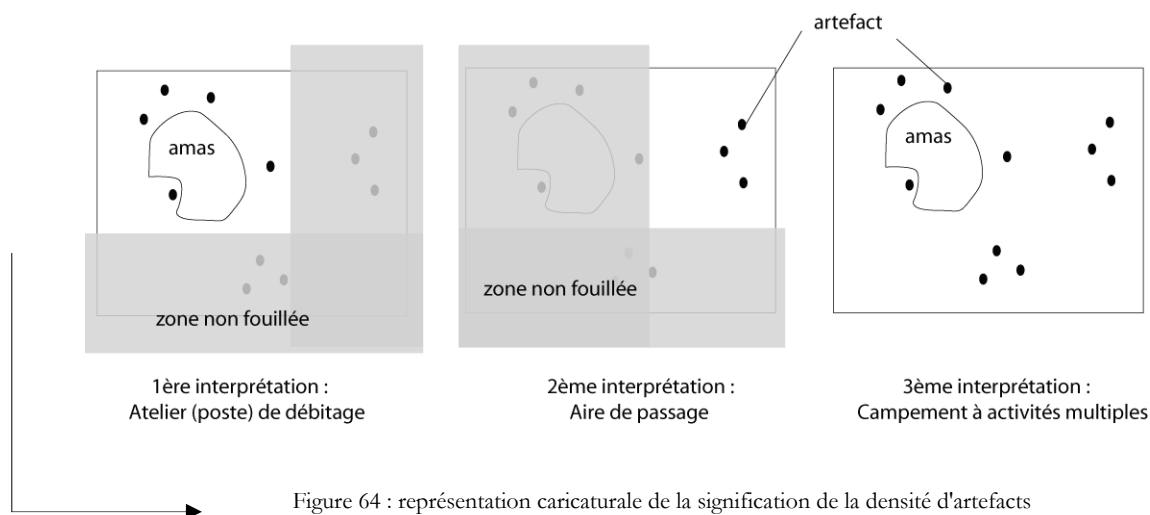 artefact
amas
zone non fouillée
1ère interprétation :
Atelier (poste) de débitage
zone non fouillée
2ème interprétation :
Aire de passage
amas
3ème interprétation :
Campement à activités multiples
Figure 64 : représentation caricaturale de la signification de la densité d'artefacts